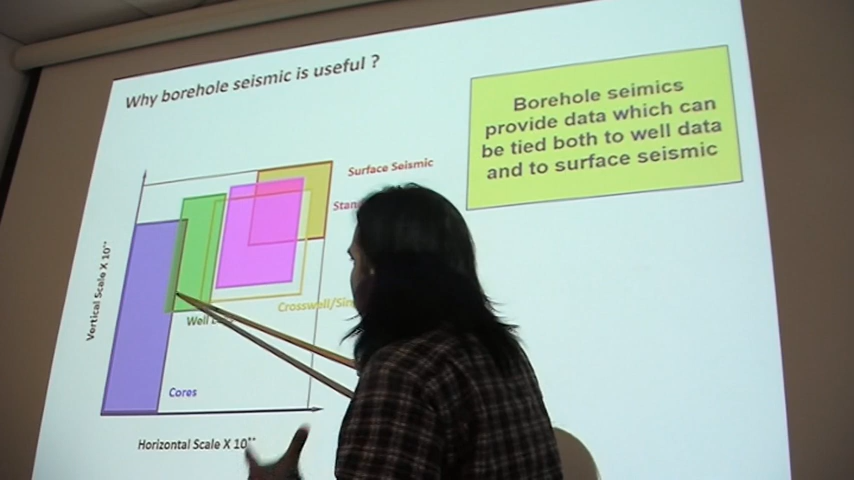 Why borehole seismic is useful ?
Borehole seimics
provide data which can
be tied both to well data
and to surface seismic
Surface Seismic
Crosswell/
Well
Cores
Vertical Scale X 10**
Horizontal Scale X 10**